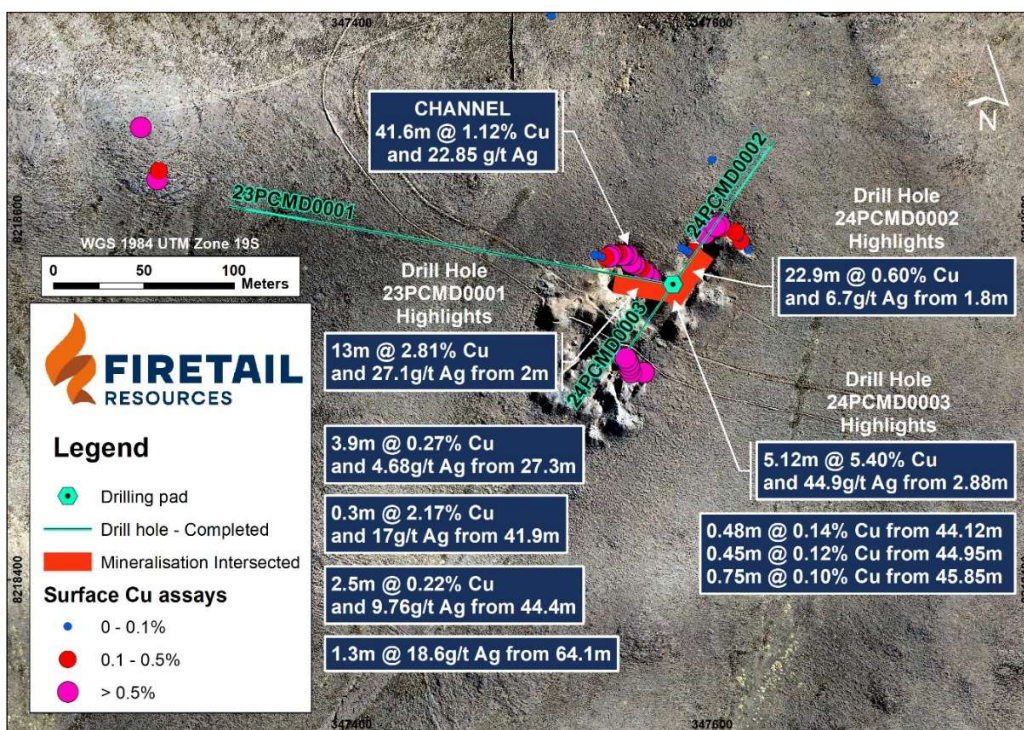 347400
347600
CHANNEL
41.6m @ 1.12% Cu
and 22.85 g/t Ag
N
23PCMD0001
24PCMD0002
24PCMD0003
8218600
WGS 1984 UTM Zone 19S
0 50 100
Meters
Drill Hole
23PCMD0001
Highlights
13m @ 2.81% Cu
and 27.1g/t Ag from 2m
3.9m @ 0.27% Cu
and 4.68g/t Ag from 27.3m
0.3m @ 2.17% Cu
and 17g/t Ag from 41.9m
2.5m @ 0.22% Cu
and 9.76g/t Ag from 44.4m
1.3m @ 18.6g/t Ag from 64.1m
Drill Hole
24PCMD0002
Highlights
22.9m @ 0.60% Cu
and 6.7g/t Ag from 1.8m
Drill Hole
24PCMD0003
Highlights
5.12m @ 5.40% Cu
and 44.9g/t Ag from 2.88m
0.48m @ 0.14% Cu from 44.12m
0.45m @ 0.12% Cu from 44.95m
0.75m @ 0.10% Cu from 45.85m
FIRETAIL
RESOURCES
Legend
Drilling pad
Drill hole - Completed
Mineralisation Intersected
Surface Cu assays
0 - 0.1%
0.1 - 0.5%
> 0.5%
8218400
347400
347600